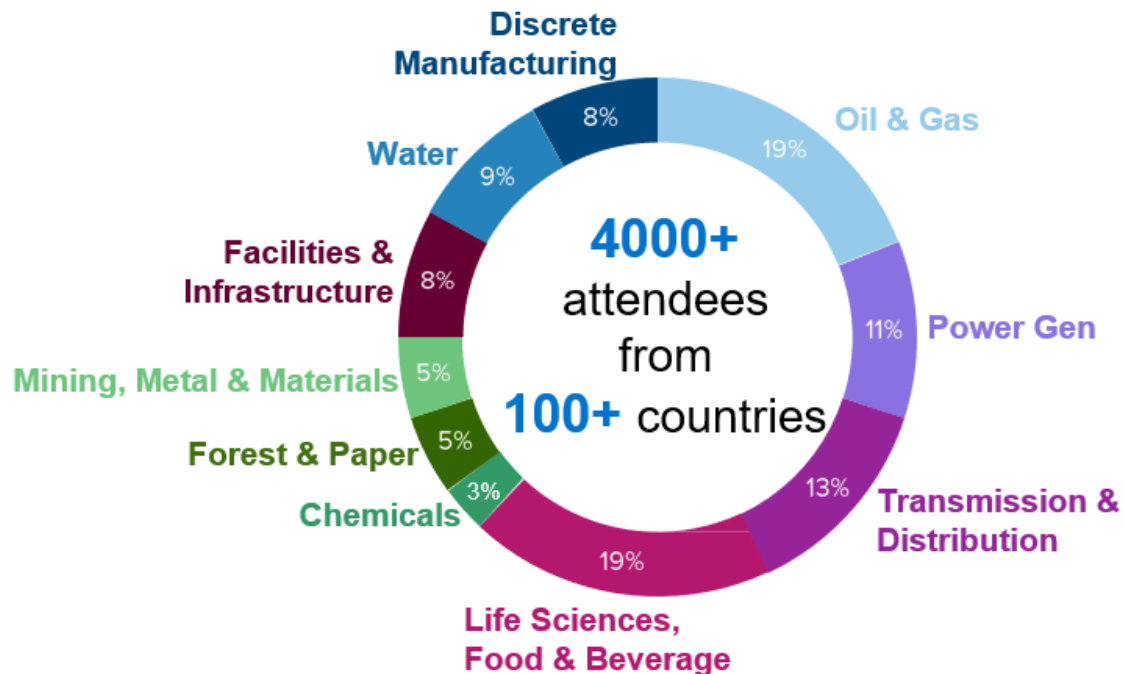 Discrete
Manufacturing
8%
Oil & Gas
19%
Water
9%
Facilities &
Infrastructure
8%
4000+
attendees
from
100+ countries
Power Gen
11%
Mining, Metal & Materials
5%
Forest & Paper
5%
Chemicals
3%
13%
Transmission &
Distribution
19%
Life Sciences,
Food & Beverage